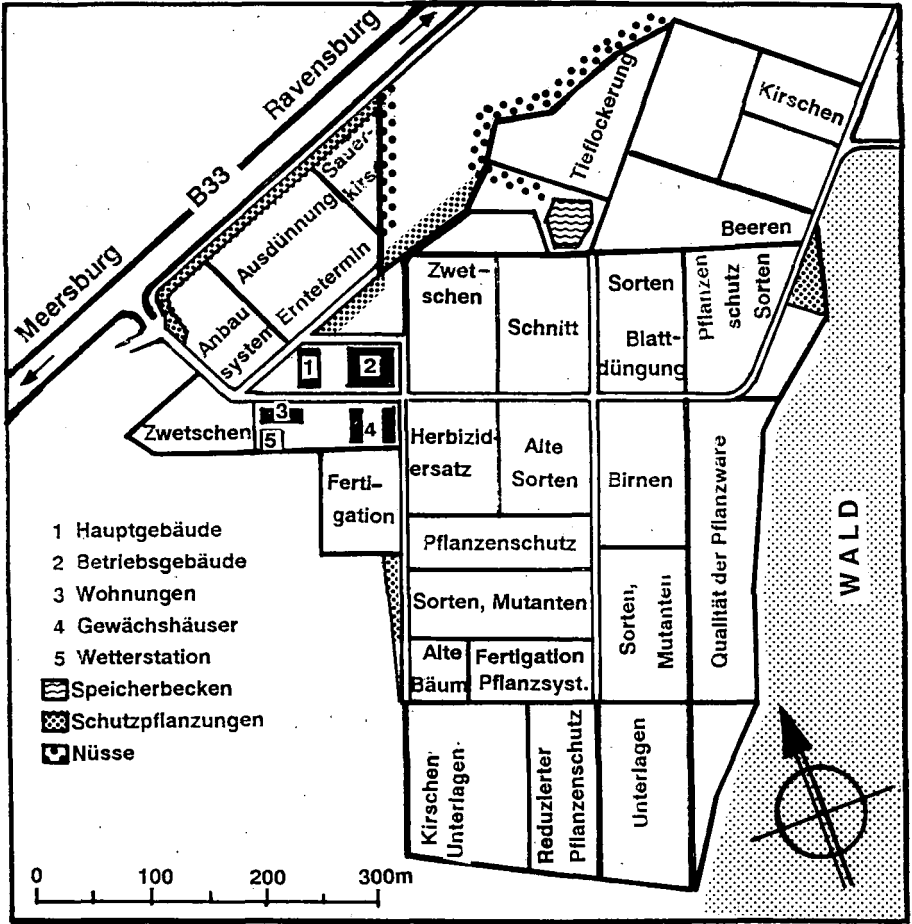 Ravensburg
B33
Meersburg
Sauer-
kirs
Ausdünnung
Erntetermin
Anbau
system
Tieflockerung
Kirschen
Beeren
Zwet-
schen
Schnitt
Sorten
Blatt-
düngung
Pflanzen
schutz
Sorten
1
2
3
4
5
Zwetschen
Herbizid-
ersatz
Alte
Sorten
Birnen
Ferti-
gation
Pflanzenschutz
Sorten, Mutanten
Alte
Bäum
Fertigation
Pflanzsyst.
Sorten,
Mutanten
Qualität der Pflanzware
WALD
Kirschen
Unterlagen
Reduzierter
Pflanzenschutz
Unterlagen
1 Hauptgebäude
2 Betriebsgebäude
3 Wohnungen
4 Gewächshäuser
5 Wetterstation
Speicherbecken
Schutzpflanzungen
Nüsse
0 100 200 300m